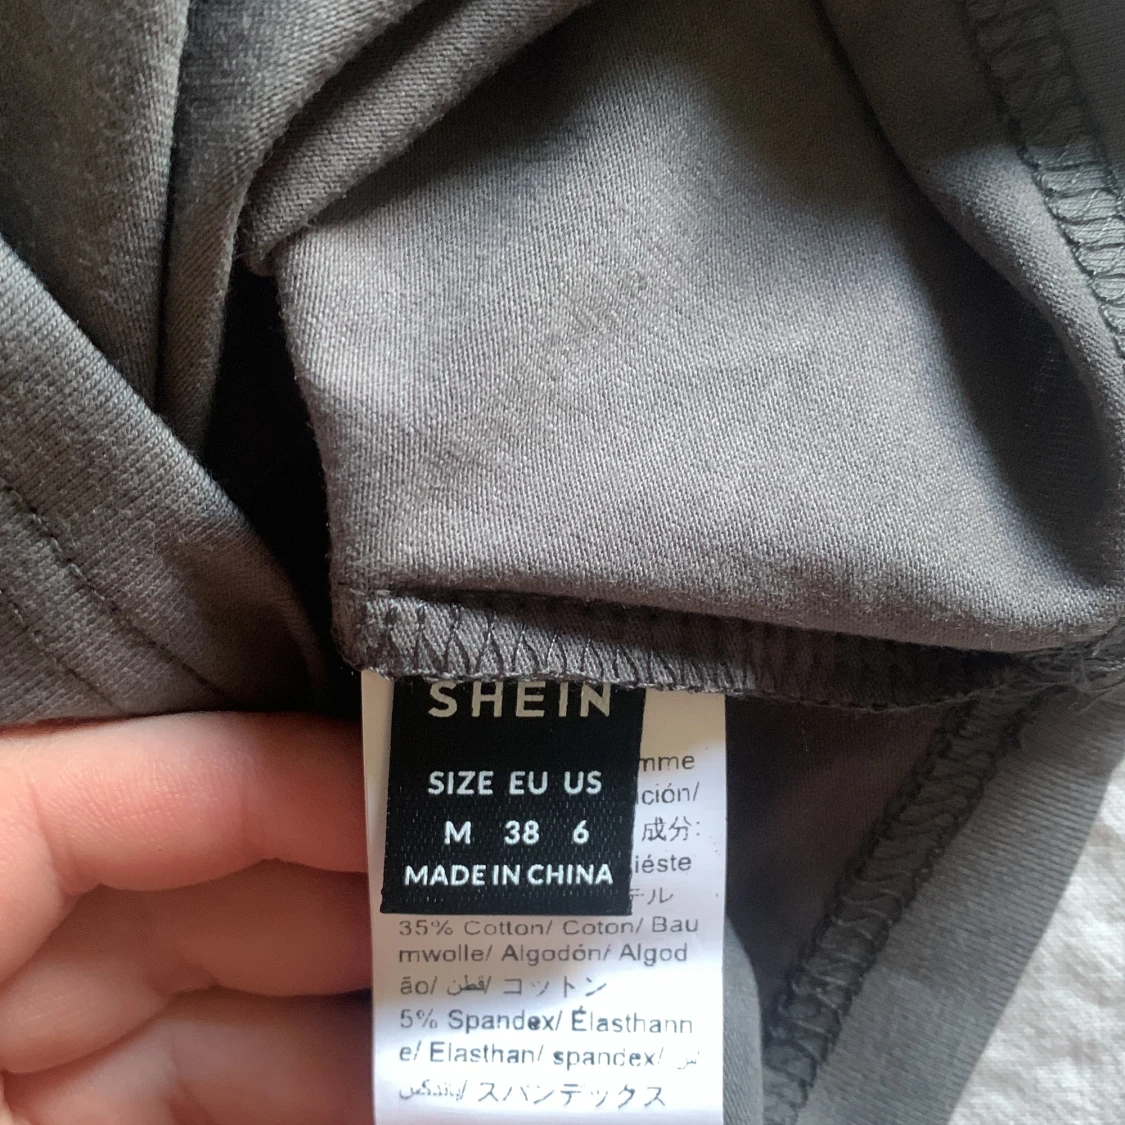 SHEIN
SIZE EU US
M 38 6
MADE IN CHINA
mme
ción/
成分:
iéste
テル
35% Cotton/ Coton/ Bau
mwolle/ Algodón/ Algod
ão/ قطن/ コットン
5% Spandex/ Élasthann
e/ Elasthan/ spandex/
スパンデックス